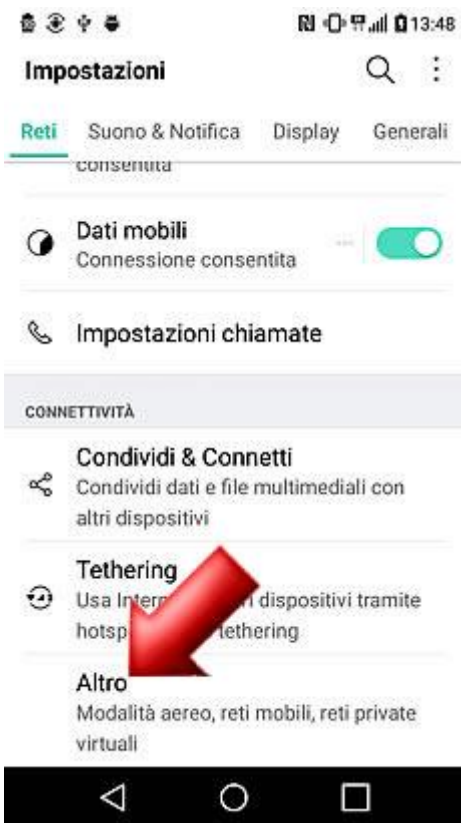 13:48
Impostazioni
Reti Suono & Notifica Display Generali
consentita
Dati mobili
Connessione consentita
Impostazioni chiamate
CONNETTIVITÀ
Condividi & Connetti
Condividi dati e file multimediali con
altri dispositivi
Tethering
Usa dispositivi tramite
tethering
Altro
Modalità aereo, reti mobili, reti private
virtuali